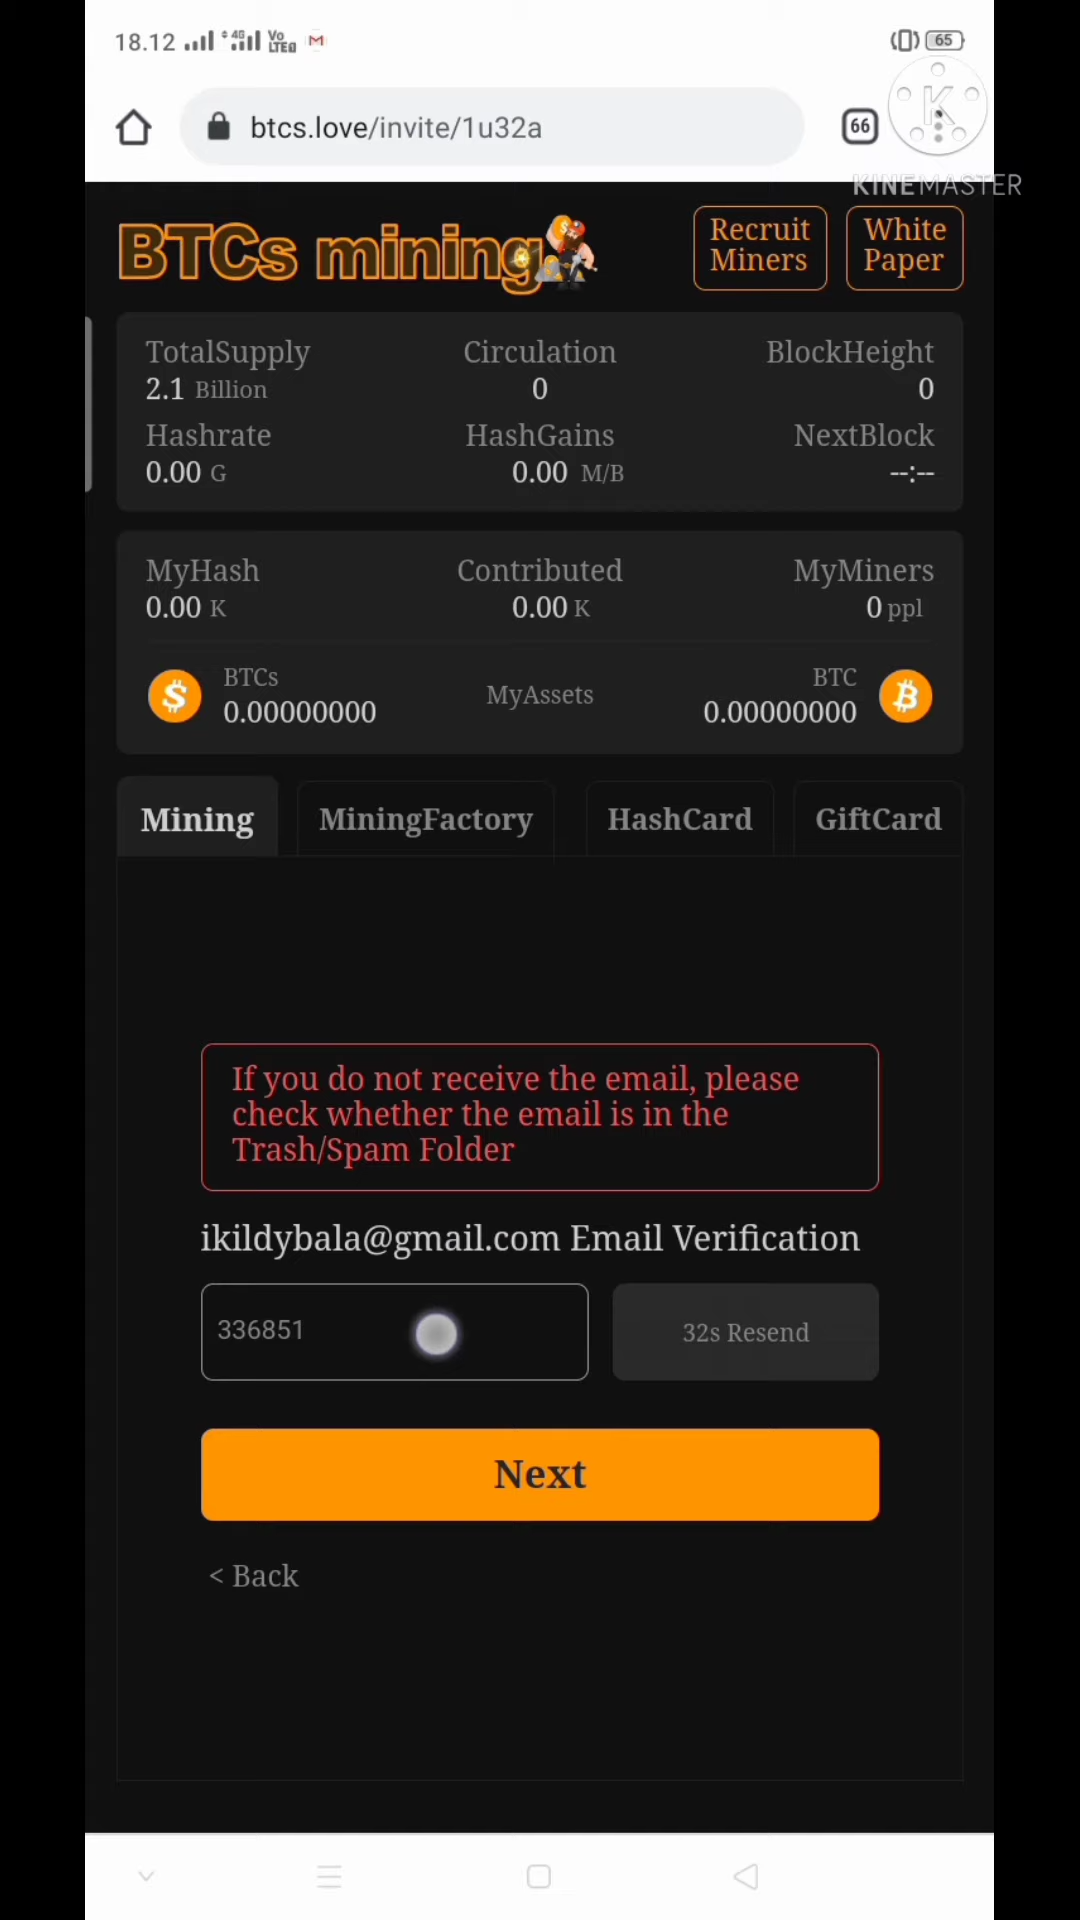 18.12 4G Vo LTE 65
btcs.love/invite/1u32a 66 K
KINEMASTER
BTCs mining
Recruit Miners
White Paper
TotalSupply Circulation BlockHeight
2.1 Billion 0 0
Hashrate HashGains NextBlock
0.00 G 0.00 M/B --:--
MyHash Contributed MyMiners
0.00 K 0.00 K 0 ppl
BTCs MyAssets BTC
0.00000000 0.00000000
Mining MiningFactory HashCard GiftCard
If you do not receive the email, please
check whether the email is in the
Trash/Spam Folder
ikildybala@gmail.com Email Verification
336851 32s Resend
Next
< Back